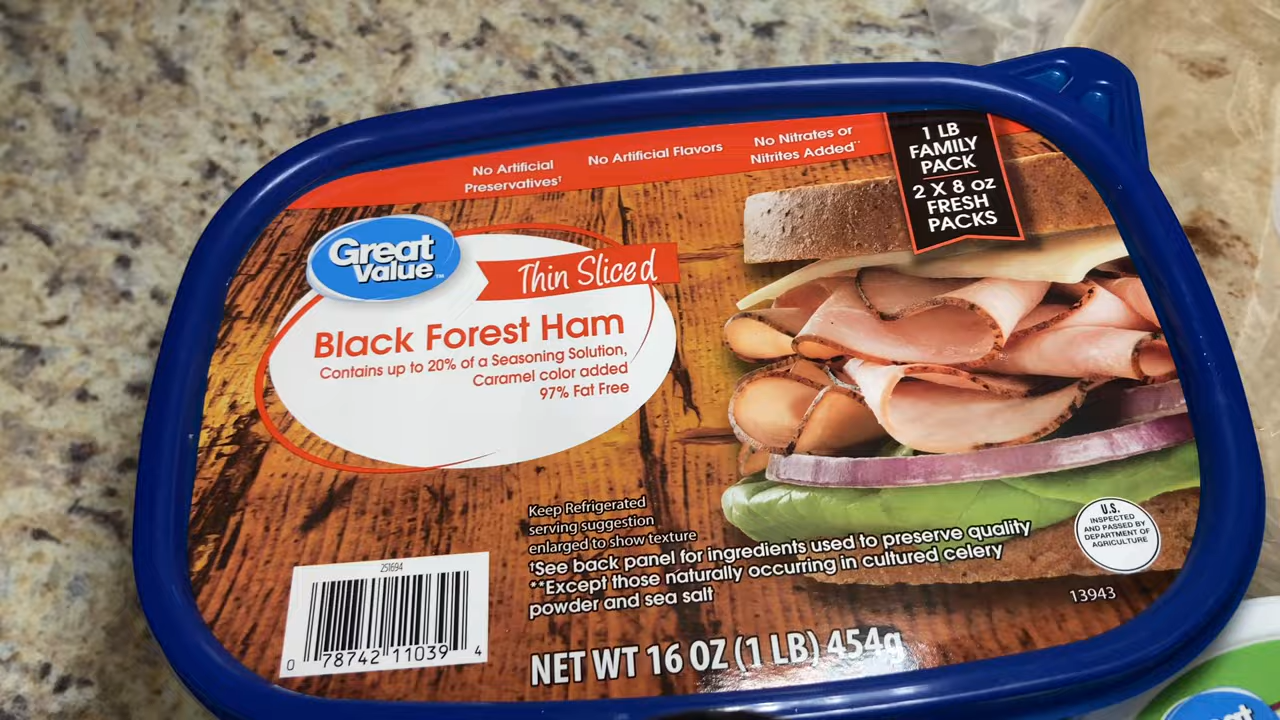 No Artificial
Preservatives†
No Artificial Flavors
No Nitrates or
Nitrites Added**
1 LB
FAMILY
PACK
2 X 8 oz
FRESH
PACKS
Great
Value™
Thin Sliced
Black Forest Ham
Contains up to 20% of a Seasoning Solution,
Caramel color added
97% Fat Free
Keep Refrigerated
serving suggestion
enlarged to show texture
†See back panel for ingredients used to preserve quality
**Except those naturally occurring in cultured celery
powder and sea salt
U.S.
INSPECTED
AND PASSED BY
DEPARTMENT OF
AGRICULTURE
13943
251694
0 78742 11039 4
NET WT 16 OZ (1 LB) 454g